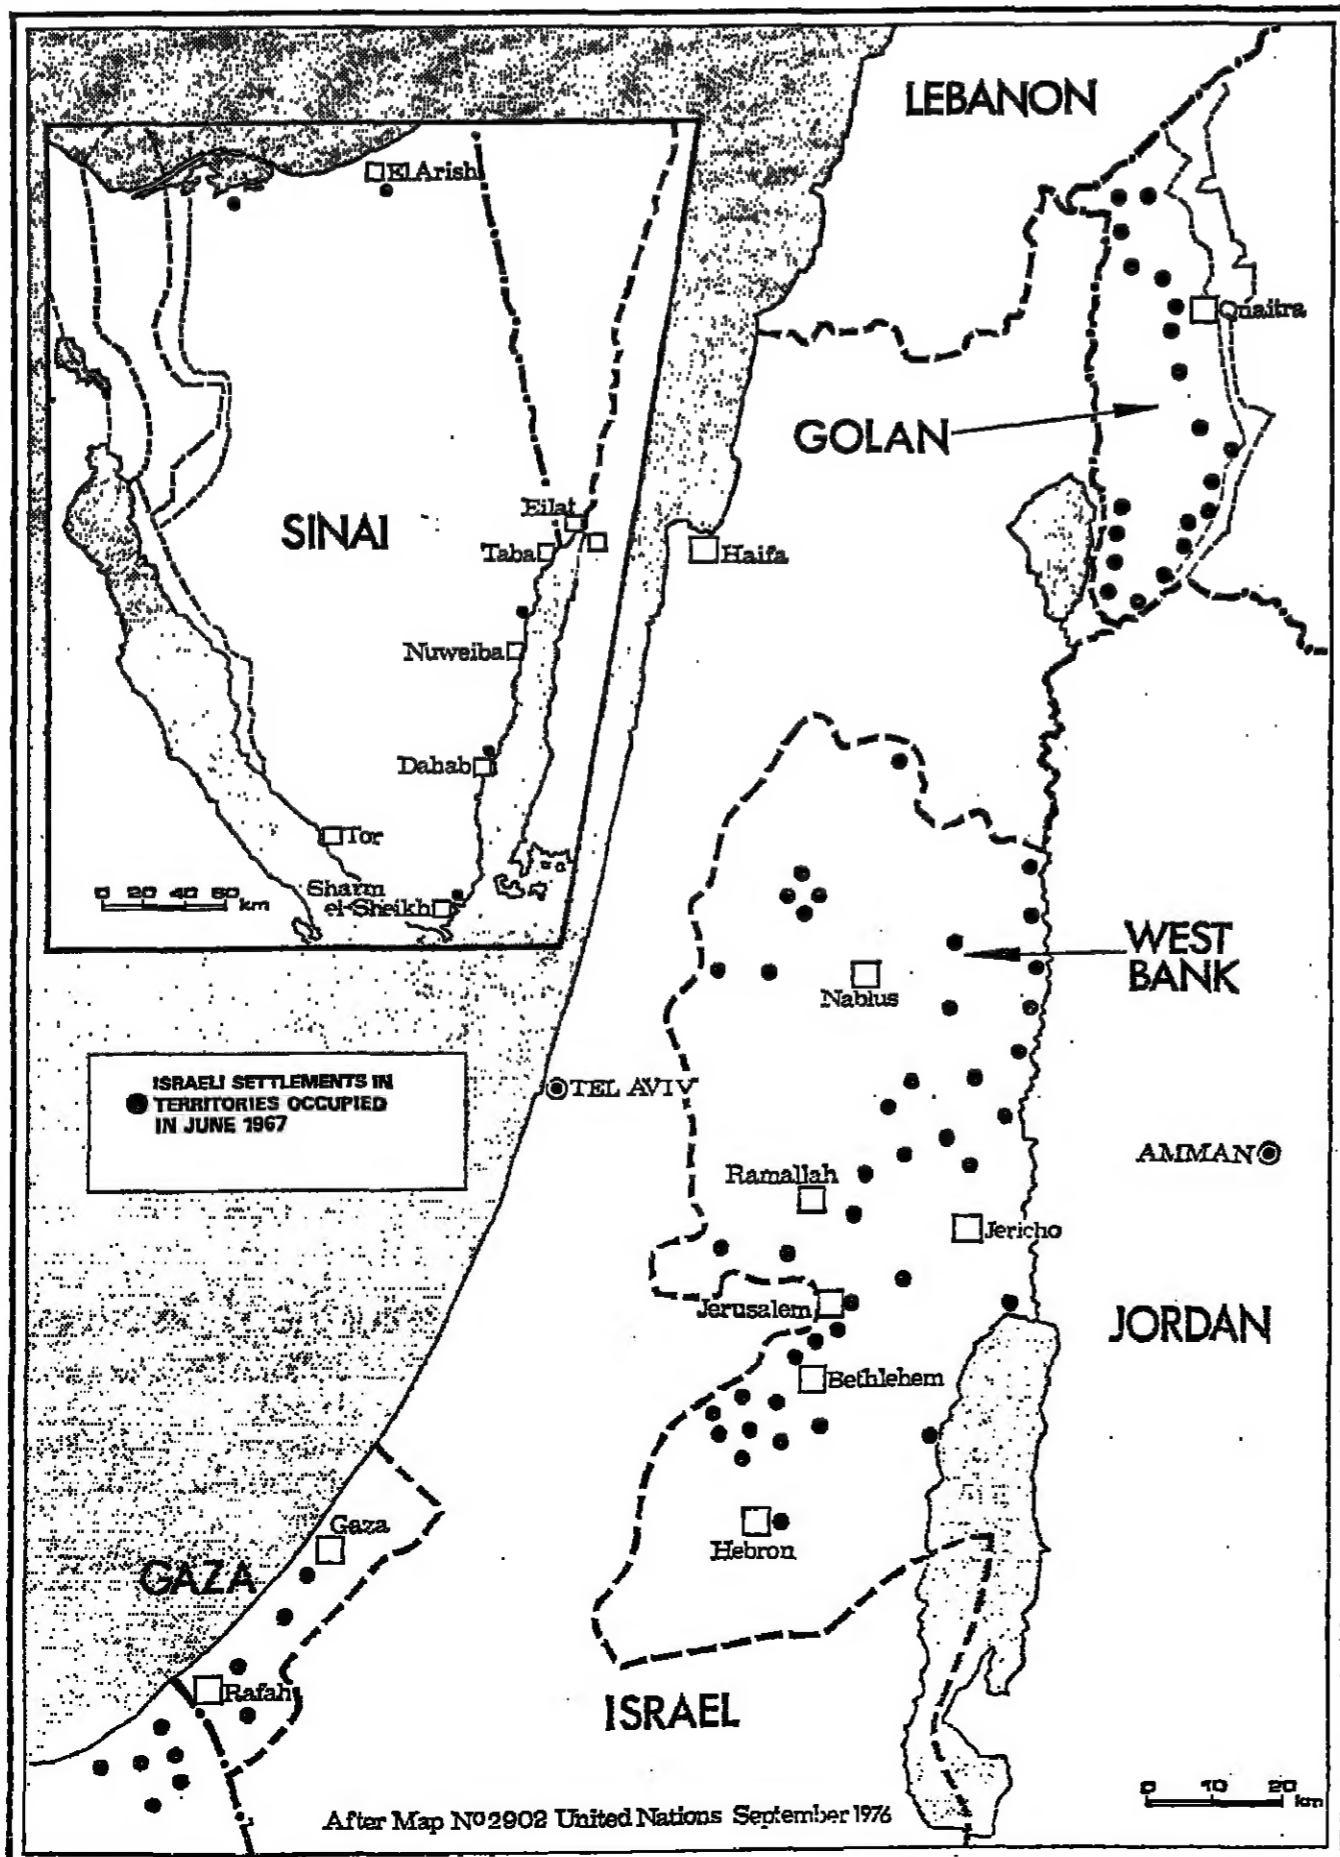 LEBANON
El Arish
Qnaitra
GOLAN
SINAI
Eilat
Taba
Haifa
Nuweiba
Dahab
Tor
Sharm
el-Sheikh
0 20 40 60 km
WEST
BANK
Nablus
ISRAELI SETTLEMENTS IN
TERRITORIES OCCUPIED
IN JUNE 1967
TEL AVIV
AMMAN
Ramallah
Jericho
Jerusalem
JORDAN
Bethlehem
Gaza
Hebron
GAZA
Rafah
ISRAEL
0 10 20 km
After Map Nº 2902 United Nations September 1976